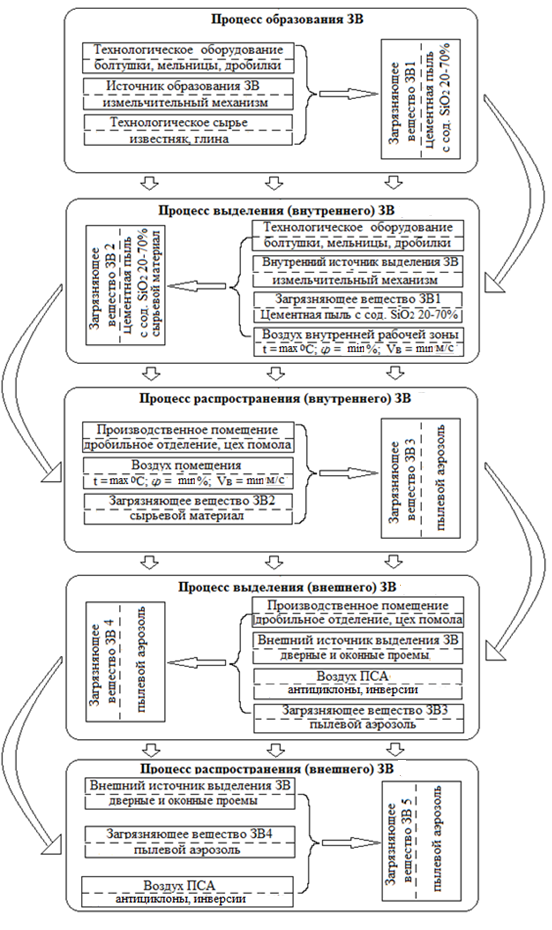 Процесс образования ЗВ
Технологическое оборудование
болтушки, мельницы, дробилки
Источник образования ЗВ
измельчительный механизм
Технологическое сырье
известняк, глина
Загрязняющее
вещество ЗВ1
Цементная пыль
с сод. SiO2 20-70%
Процесс выделения (внутреннего) ЗВ
Загрязняющее
вещество ЗВ2
Цементная пыль
с сод. SiO2 20-70%
сырьевой материал
Технологическое оборудование
болтушки, мельницы, дробилки
Внутренний источник выделения ЗВ
измельчительный механизм
Загрязняющее вещество ЗВ1
Цементная пыль с сод. SiO2 20-70%
Воздух внутренней рабочей зоны
t = max ⁰C; φ = min%; Vв = min м/с
Процесс распространения (внутреннего) ЗВ
Производственное помещение
дробильное отделение, цех помола
Воздух помещения
t = max ⁰C; φ = min%; Vв = min м/с
Загрязняющее вещество ЗВ2
сырьевой материал
Загрязняющее
вещество ЗВ3
пылевой аэрозоль
Процесс выделения (внешнего) ЗВ
Загрязняющее
вещество ЗВ 4
пылевой аэрозоль
Производственное помещение
дробильное отделение, цех помола
Внешний источник выделения ЗВ
дверные и оконные проемы
Воздух ПСА
антициклоны, инверсии
Загрязняющее вещество ЗВ3
пылевой аэрозоль
Процесс распространения (внешнего) ЗВ
Внешний источник выделения ЗВ
дверные и оконные проемы
Загрязняющее вещество ЗВ4
пылевой аэрозоль
Воздух ПСА
антициклоны, инверсии
Загрязняющее
вещество ЗВ 5
пылевой аэрозоль